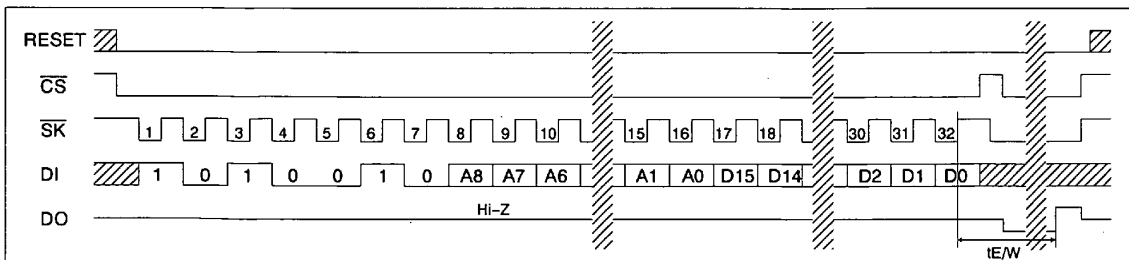 RESET
CS
SK 1 2 3 4 5 6 7 8 9 10 15 16 17 18 30 31 32
DI 1 0 1 0 0 1 0 A8 A7 A6 A1 A0 D15 D14 D2 D1 D0
Hi-Z
DO
tE/W